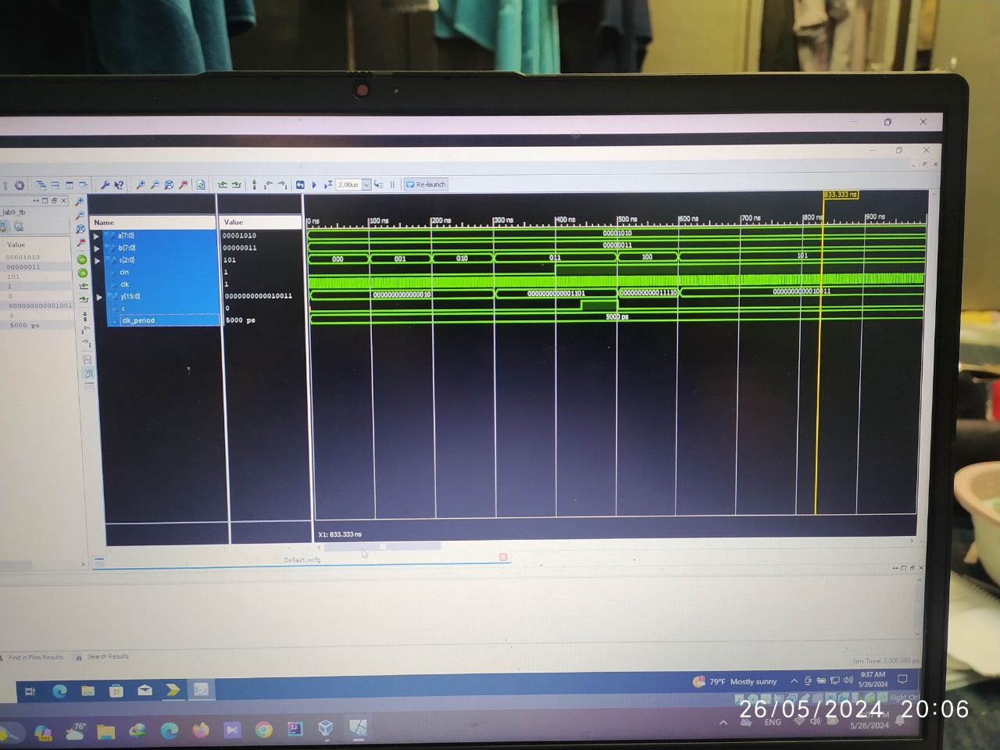 2.00us
Re-launch
833.333 ns
_lab9_tb
Value
00001010
00000011
101
1
0
0000000000001001
0
5000 ps
Name Value
0 ns 100 ns 200 ns 300 ns 400 ns 500 ns 600 ns 700 ns 800 ns 900 ns
a[7:0] 00001010 00001010
b[7:0] 00000011 00000011
s[2:0] 101 000 001 010 011 100 101
cin 1
clk 1
y[15:0] 0000000000010011 0000000000000010 0000000000001101 0000000000011110 0000000000010011
c 0
clk_period 5000 ps 5000 ps
X1: 833.333 ns
Default.wcfg
Find in Files Results Search Results
Sim Time: 3,000,000 ps
79°F Mostly sunny
9:37 AM
5/26/2024
Right Ctrl
26/05/2024 20:06
76°
PRE
ENG
5/26/2024